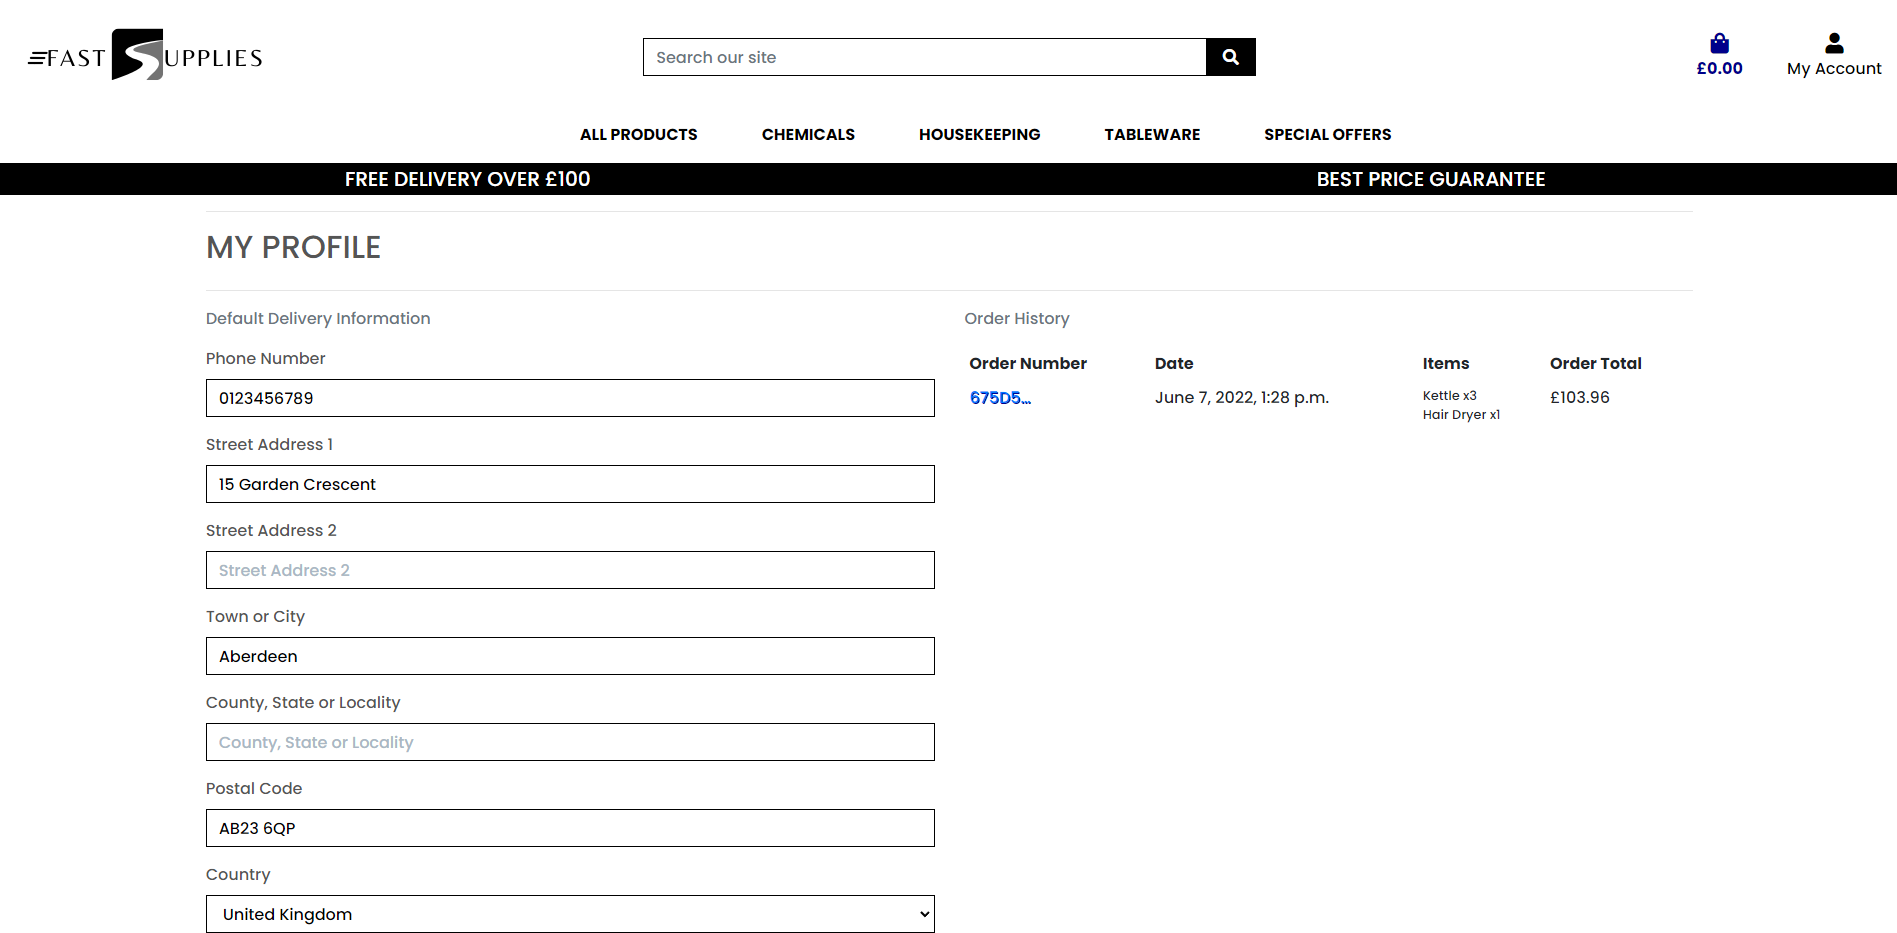 FAST SUPPLIES
Search our site
£0.00
My Account
ALL PRODUCTS CHEMICALS HOUSEKEEPING TABLEWARE SPECIAL OFFERS
FREE DELIVERY OVER £100 BEST PRICE GUARANTEE
MY PROFILE
Default Delivery Information
Phone Number
0123456789
Street Address 1
15 Garden Crescent
Street Address 2
Street Address 2
Town or City
Aberdeen
County, State or Locality
County, State or Locality
Postal Code
AB23 6QP
Country
United Kingdom
Order History
Order Number Date Items Order Total
675D5... June 7, 2022, 1:28 p.m. Kettle x3 £103.96
Hair Dryer x1